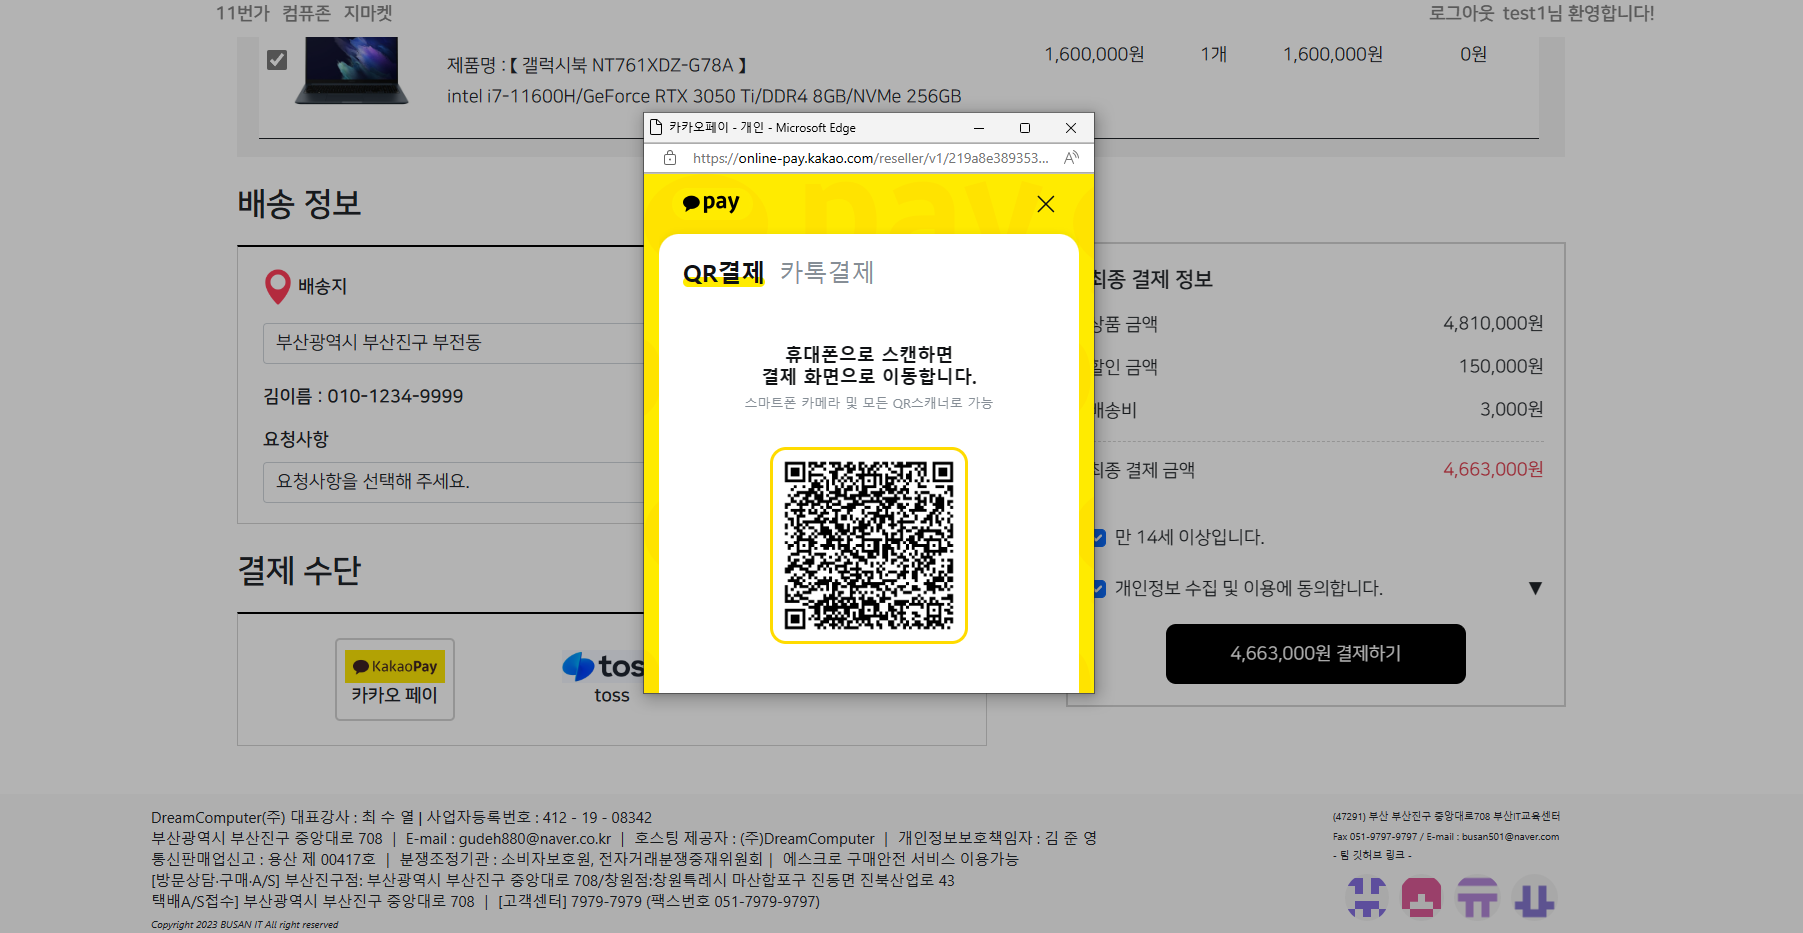 11번가 컴퓨존 지마켓
로그아웃 test1님 환영합니다!
제품명 :【 갤럭시북 NT761XDZ-G78A 】
intel i7-11600H/GeForce RTX 3050 Ti/DDR4 8GB/NVMe 256GB
1,600,000원 1개 1,600,000원 0원
카카오페이 - 개인 - Microsoft Edge
https://online-pay.kakao.com/reseller/v1/219a8e389353...
pay
QR결제 카톡결제
휴대폰으로 스캔하면
결제 화면으로 이동합니다.
스마트폰 카메라 및 모든 QR스캐너로 가능
배송 정보
배송지
부산광역시 부산진구 부전동
김이름 : 010-1234-9999
요청사항
요청사항을 선택해 주세요.
결제 수단
KakaoPay
카카오 페이
tos
toss
최종 결제 정보
상품 금액 4,810,000원
할인 금액 150,000원
배송비 3,000원
최종 결제 금액 4,663,000원
만 14세 이상입니다.
개인정보 수집 및 이용에 동의합니다. ▼
4,663,000원 결제하기
DreamComputer(주) 대표강사 : 최 수 열 | 사업자등록번호 : 412 - 19 - 08342
부산광역시 부산진구 중앙대로 708 | E-mail : gudeh880@naver.co.kr | 호스팅 제공자 : (주)DreamComputer | 개인정보보호책임자 : 김 준 영
통신판매업신고 : 용산 제 00417호 | 분쟁조정기관 : 소비자보호원, 전자거래분쟁중재위원회 | 에스크로 구매안전 서비스 이용가능
[방문상담·구매·A/S] 부산진구점: 부산광역시 부산진구 중앙대로 708/창원점:창원특례시 마산합포구 진동면 진북산업로 43
택배A/S접수] 부산광역시 부산진구 중앙대로 708 | [고객센터] 7979-7979 (팩스번호 051-7979-9797)
Copyright 2023 BUSAN IT All right reserved
(47291) 부산 부산진구 중앙대로708 부산IT교육센터
Fax 051-9797-9797 / E-mail : busan501@naver.com
- 팀 깃허브 링크 -